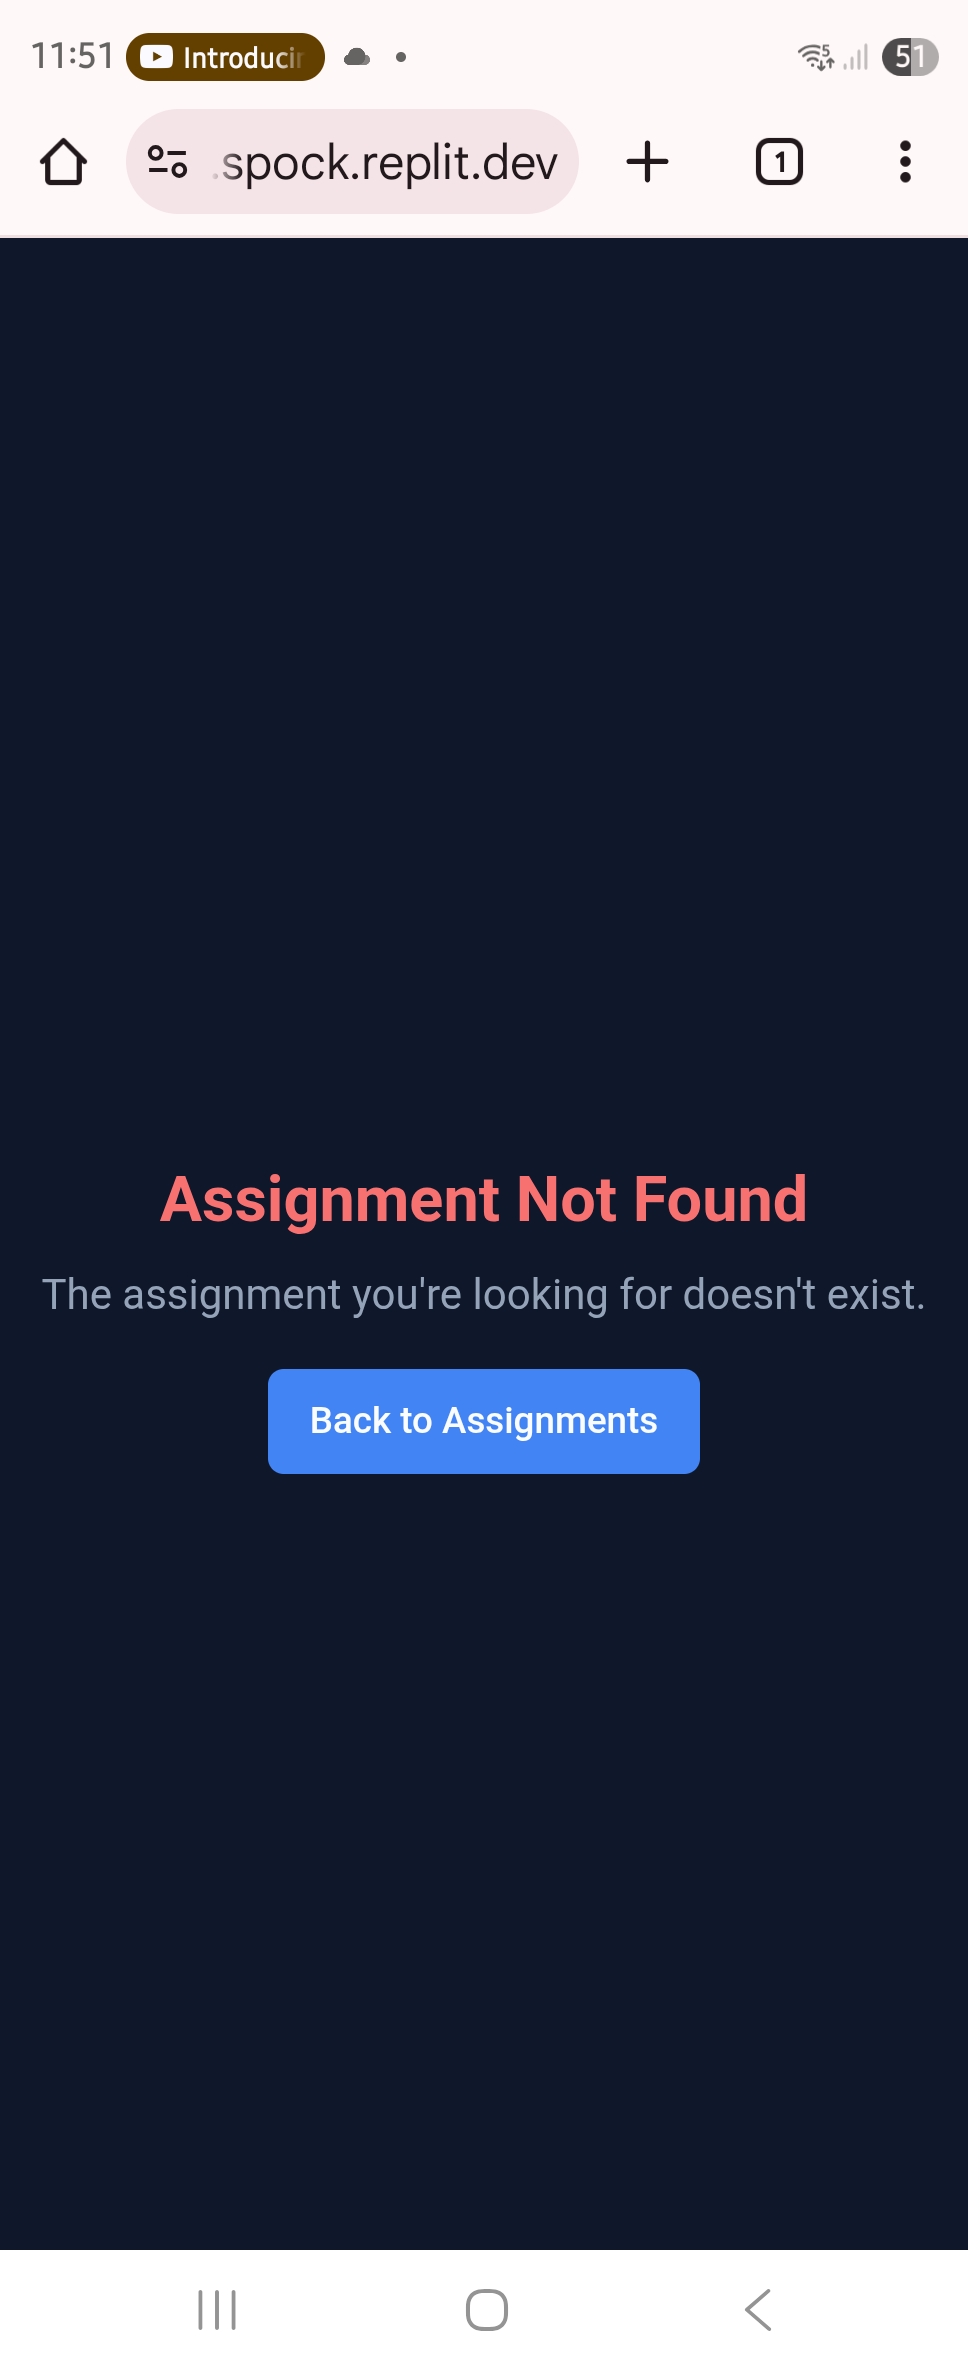 11:51 Introducin 51
.spock.replit.dev 1
Assignment Not Found
The assignment you're looking for doesn't exist.
Back to Assignments